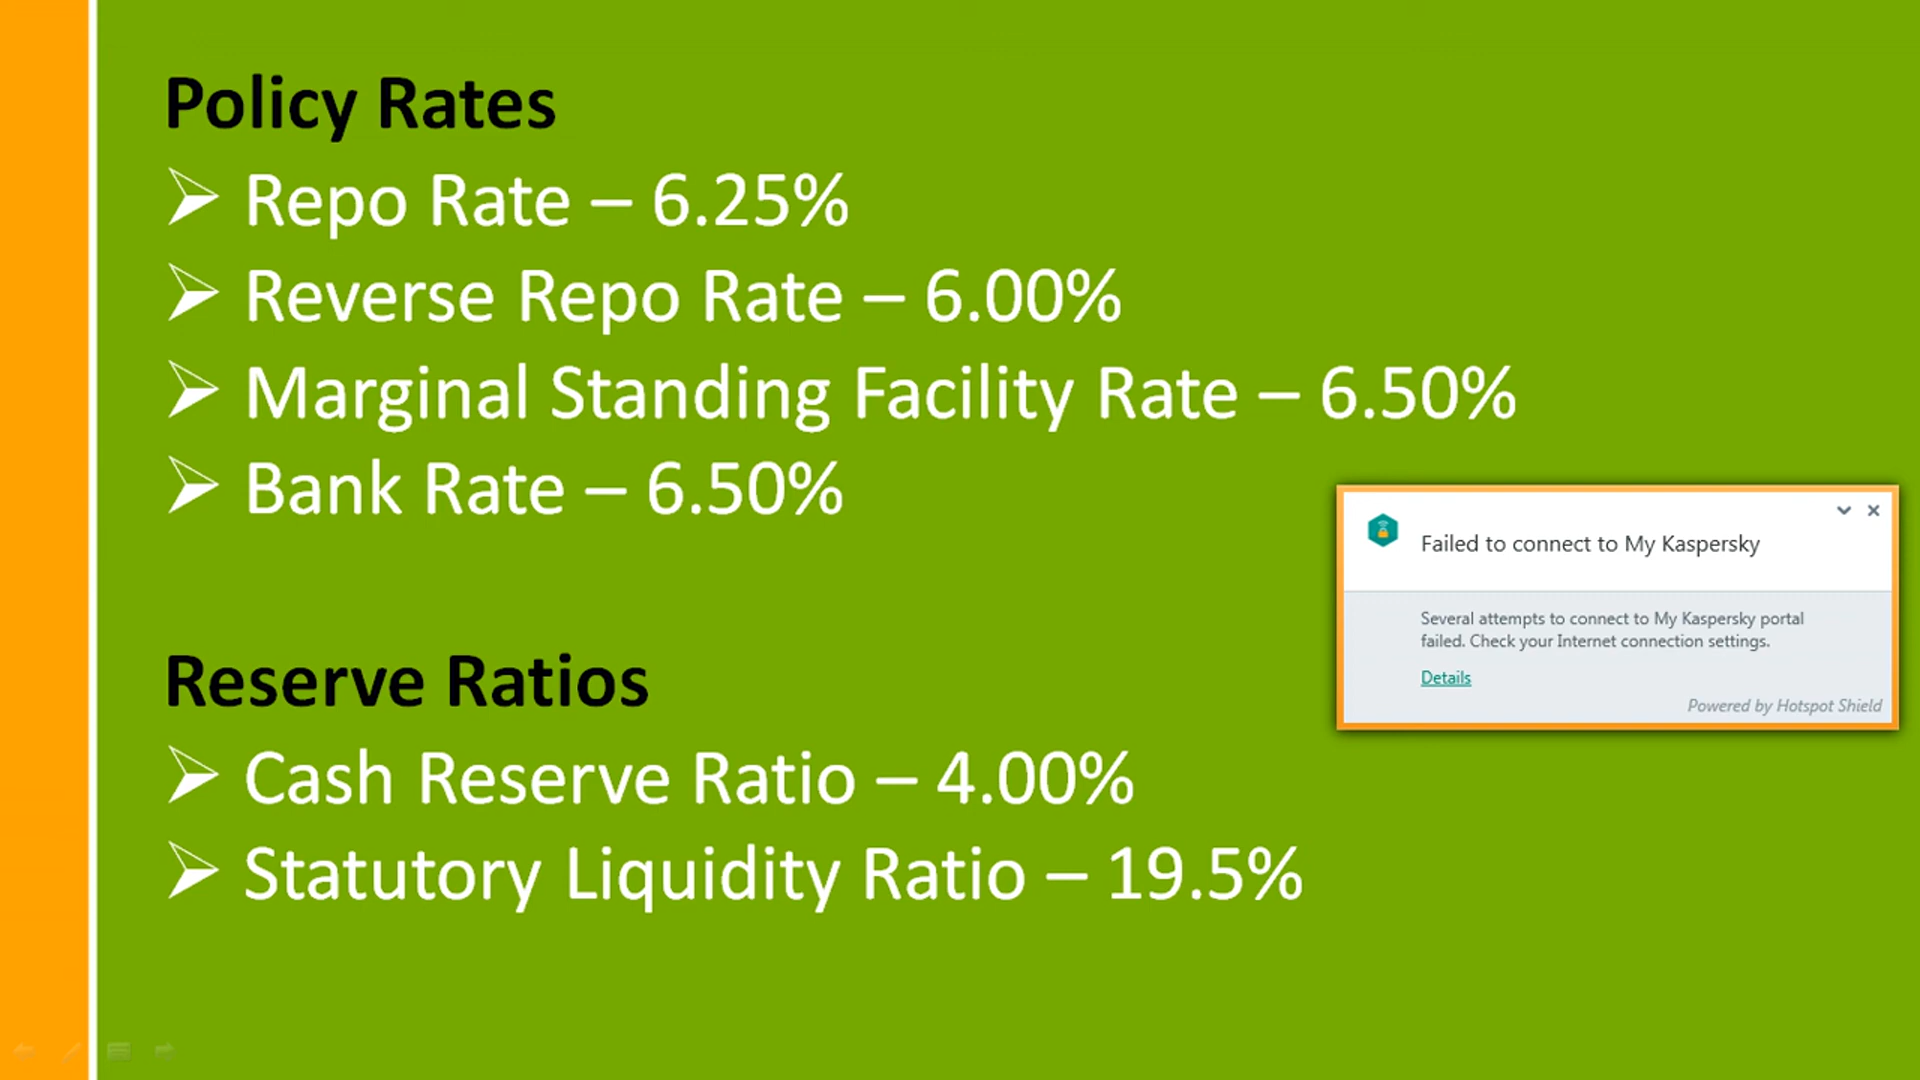 Policy Rates
Repo Rate – 6.25%
Reverse Repo Rate – 6.00%
Marginal Standing Facility Rate – 6.50%
Bank Rate – 6.50%
Failed to connect to My Kaspersky
Several attempts to connect to My Kaspersky portal
failed. Check your Internet connection settings.
Details
Powered by Hotspot Shield
Reserve Ratios
Cash Reserve Ratio – 4.00%
Statutory Liquidity Ratio – 19.5%